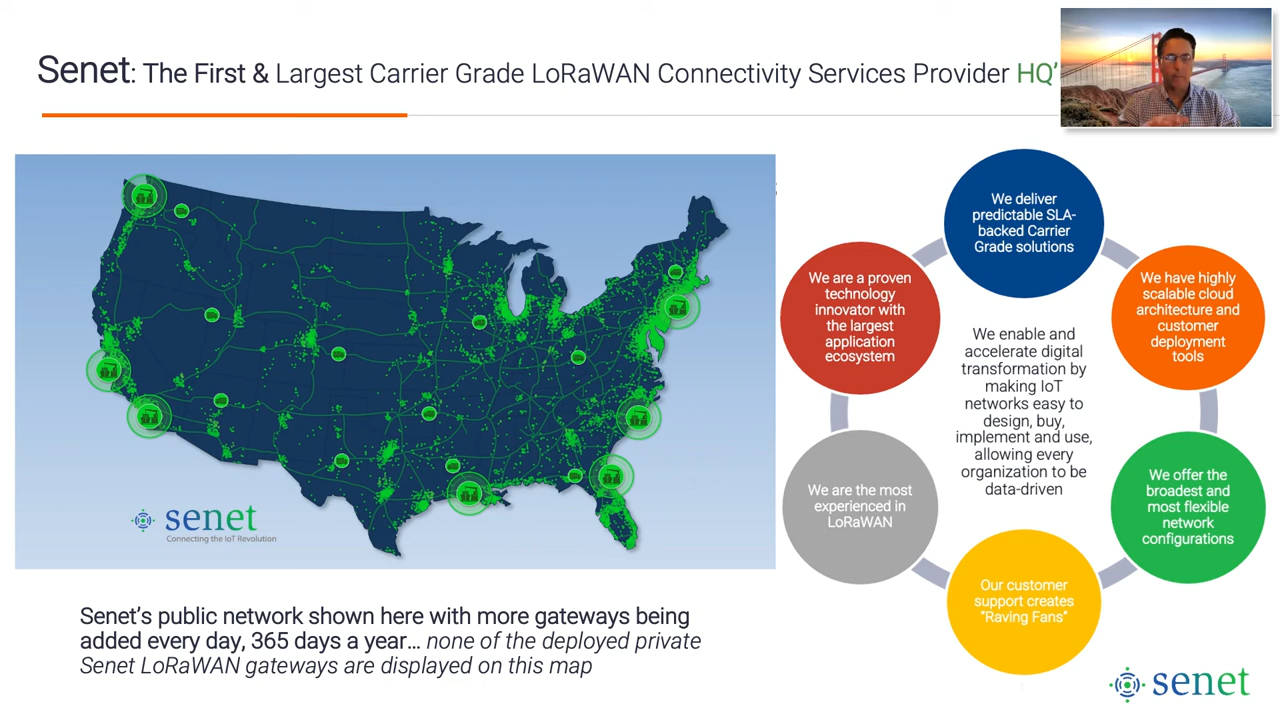 Senet: The First & Largest Carrier Grade LoRaWAN Connectivity Services Provider HQ'
senet
Connecting the IoT Revolution
Senet's public network shown here with more gateways being
added every day, 365 days a year... none of the deployed private
Senet LoRaWAN gateways are displayed on this map
We deliver
predictable SLA-
backed Carrier
Grade solutions
We have highly
scalable cloud
architecture and
customer
deployment
tools
We offer the
broadest and
most flexible
network
configurations
Our customer
support creates
“Raving Fans”
We are the most
experienced in
LoRaWAN
We are a proven
technology
innovator with
the largest
application
ecosystem
We enable and
accelerate digital
transformation by
making IoT
networks easy to
design, buy,
implement and use,
allowing every
organization to be
data-driven
senet